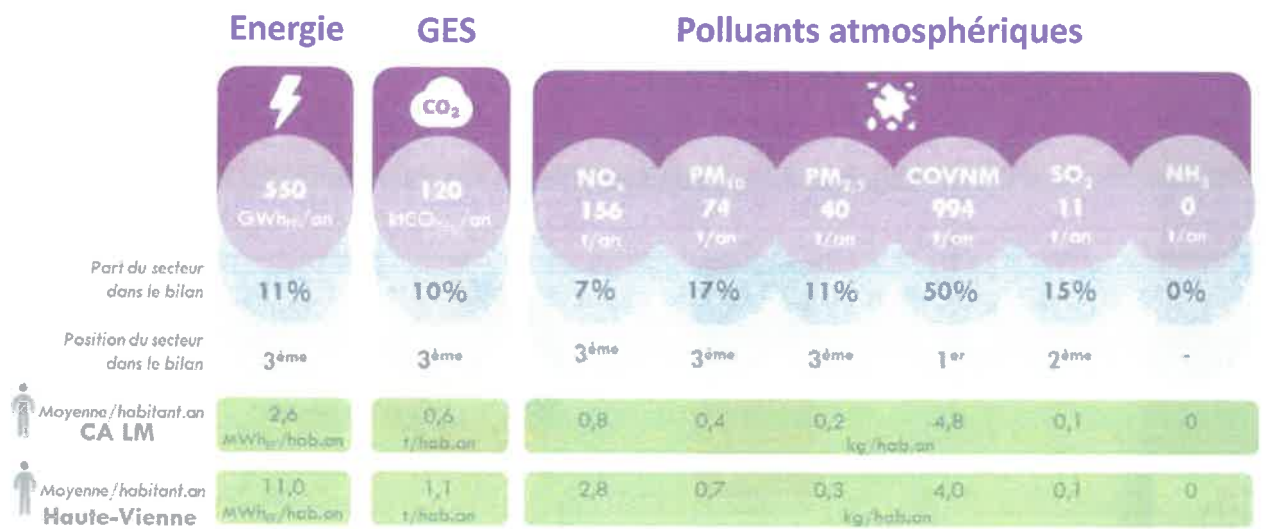 Energie GES Polluants atmosphériques
CO₂
550 120 NOₓ PM₁₀ PM₂,₅ COVNM SO₂ NH₃
GWh /an /an 156 74 40 994 11 0
t/an t/an t/an t/an t/an t/an
Part du secteur
dans le bilan 11% 10% 7% 17% 11% 50% 15% 0%
Position du secteur
dans le bilan 3ème 3ème 3ème 3ème 3ème 1er 2ème -
Moyenne/habitant.an 2,6 0,6 0,8 0,4 0,2 4,8 0,1 0
CA LM MWh /hab.an t/hab.an kg/hab.an
Moyenne/habitant.an 11,0 1,1 2,8 0,7 0,3 4,0 0,1 0
Haute-Vienne MWh /hab.an t/hab.an kg/hab.an